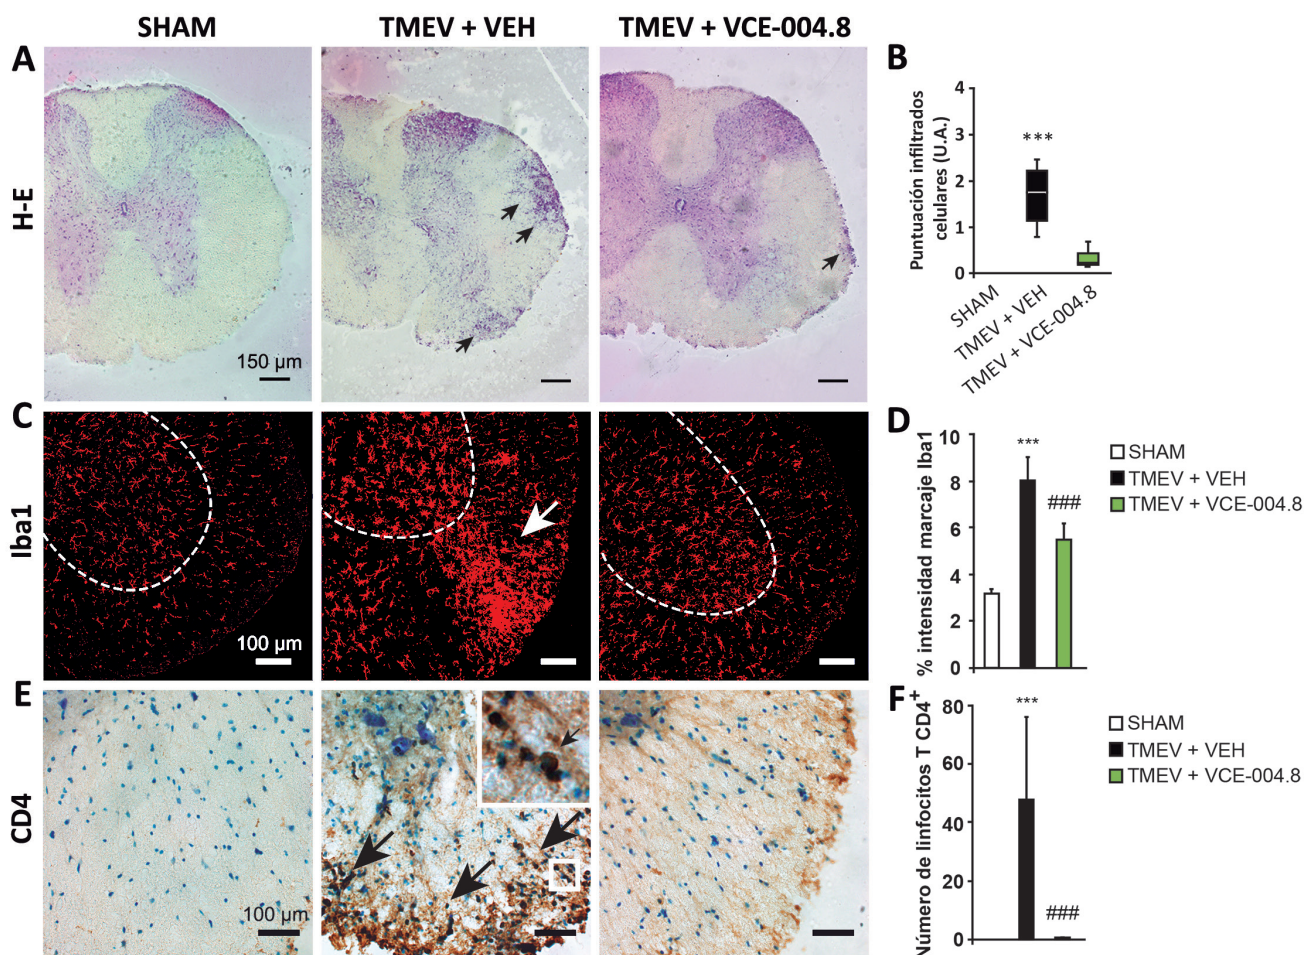 SHAM
TMEV + VEH
TMEV + VCE-004.8
A
H-E
150 µm
B
Puntuación infiltrados
celulares (U.A.)
4
3
2
1
0
***
SHAM
TMEV + VEH
TMEV + VCE-004.8
C
Iba1
100 µm
D
% intensidad marcaje Iba1
10
8
6
4
2
0
***
###
SHAM
TMEV + VEH
TMEV + VCE-004.8
E
CD4
100 µm
F
Número de linfocitos T CD4+
80
60
40
20
0
***
###
SHAM
TMEV + VEH
TMEV + VCE-004.8